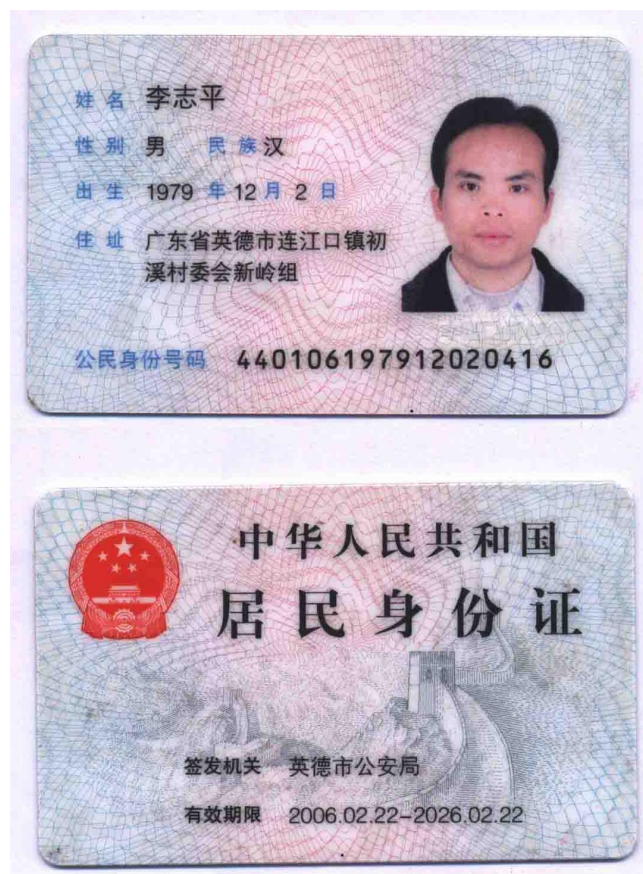 姓名 李志平
性别 男 民族 汉
出生 1979 年 12 月 2 日
住址 广东省英德市连江口镇初
溪村委会新岭组
公民身份号码 440106197912020416
中华人民共和国
居民身份证
签发机关 英德市公安局
有效期限 2006.02.22-2026.02.22